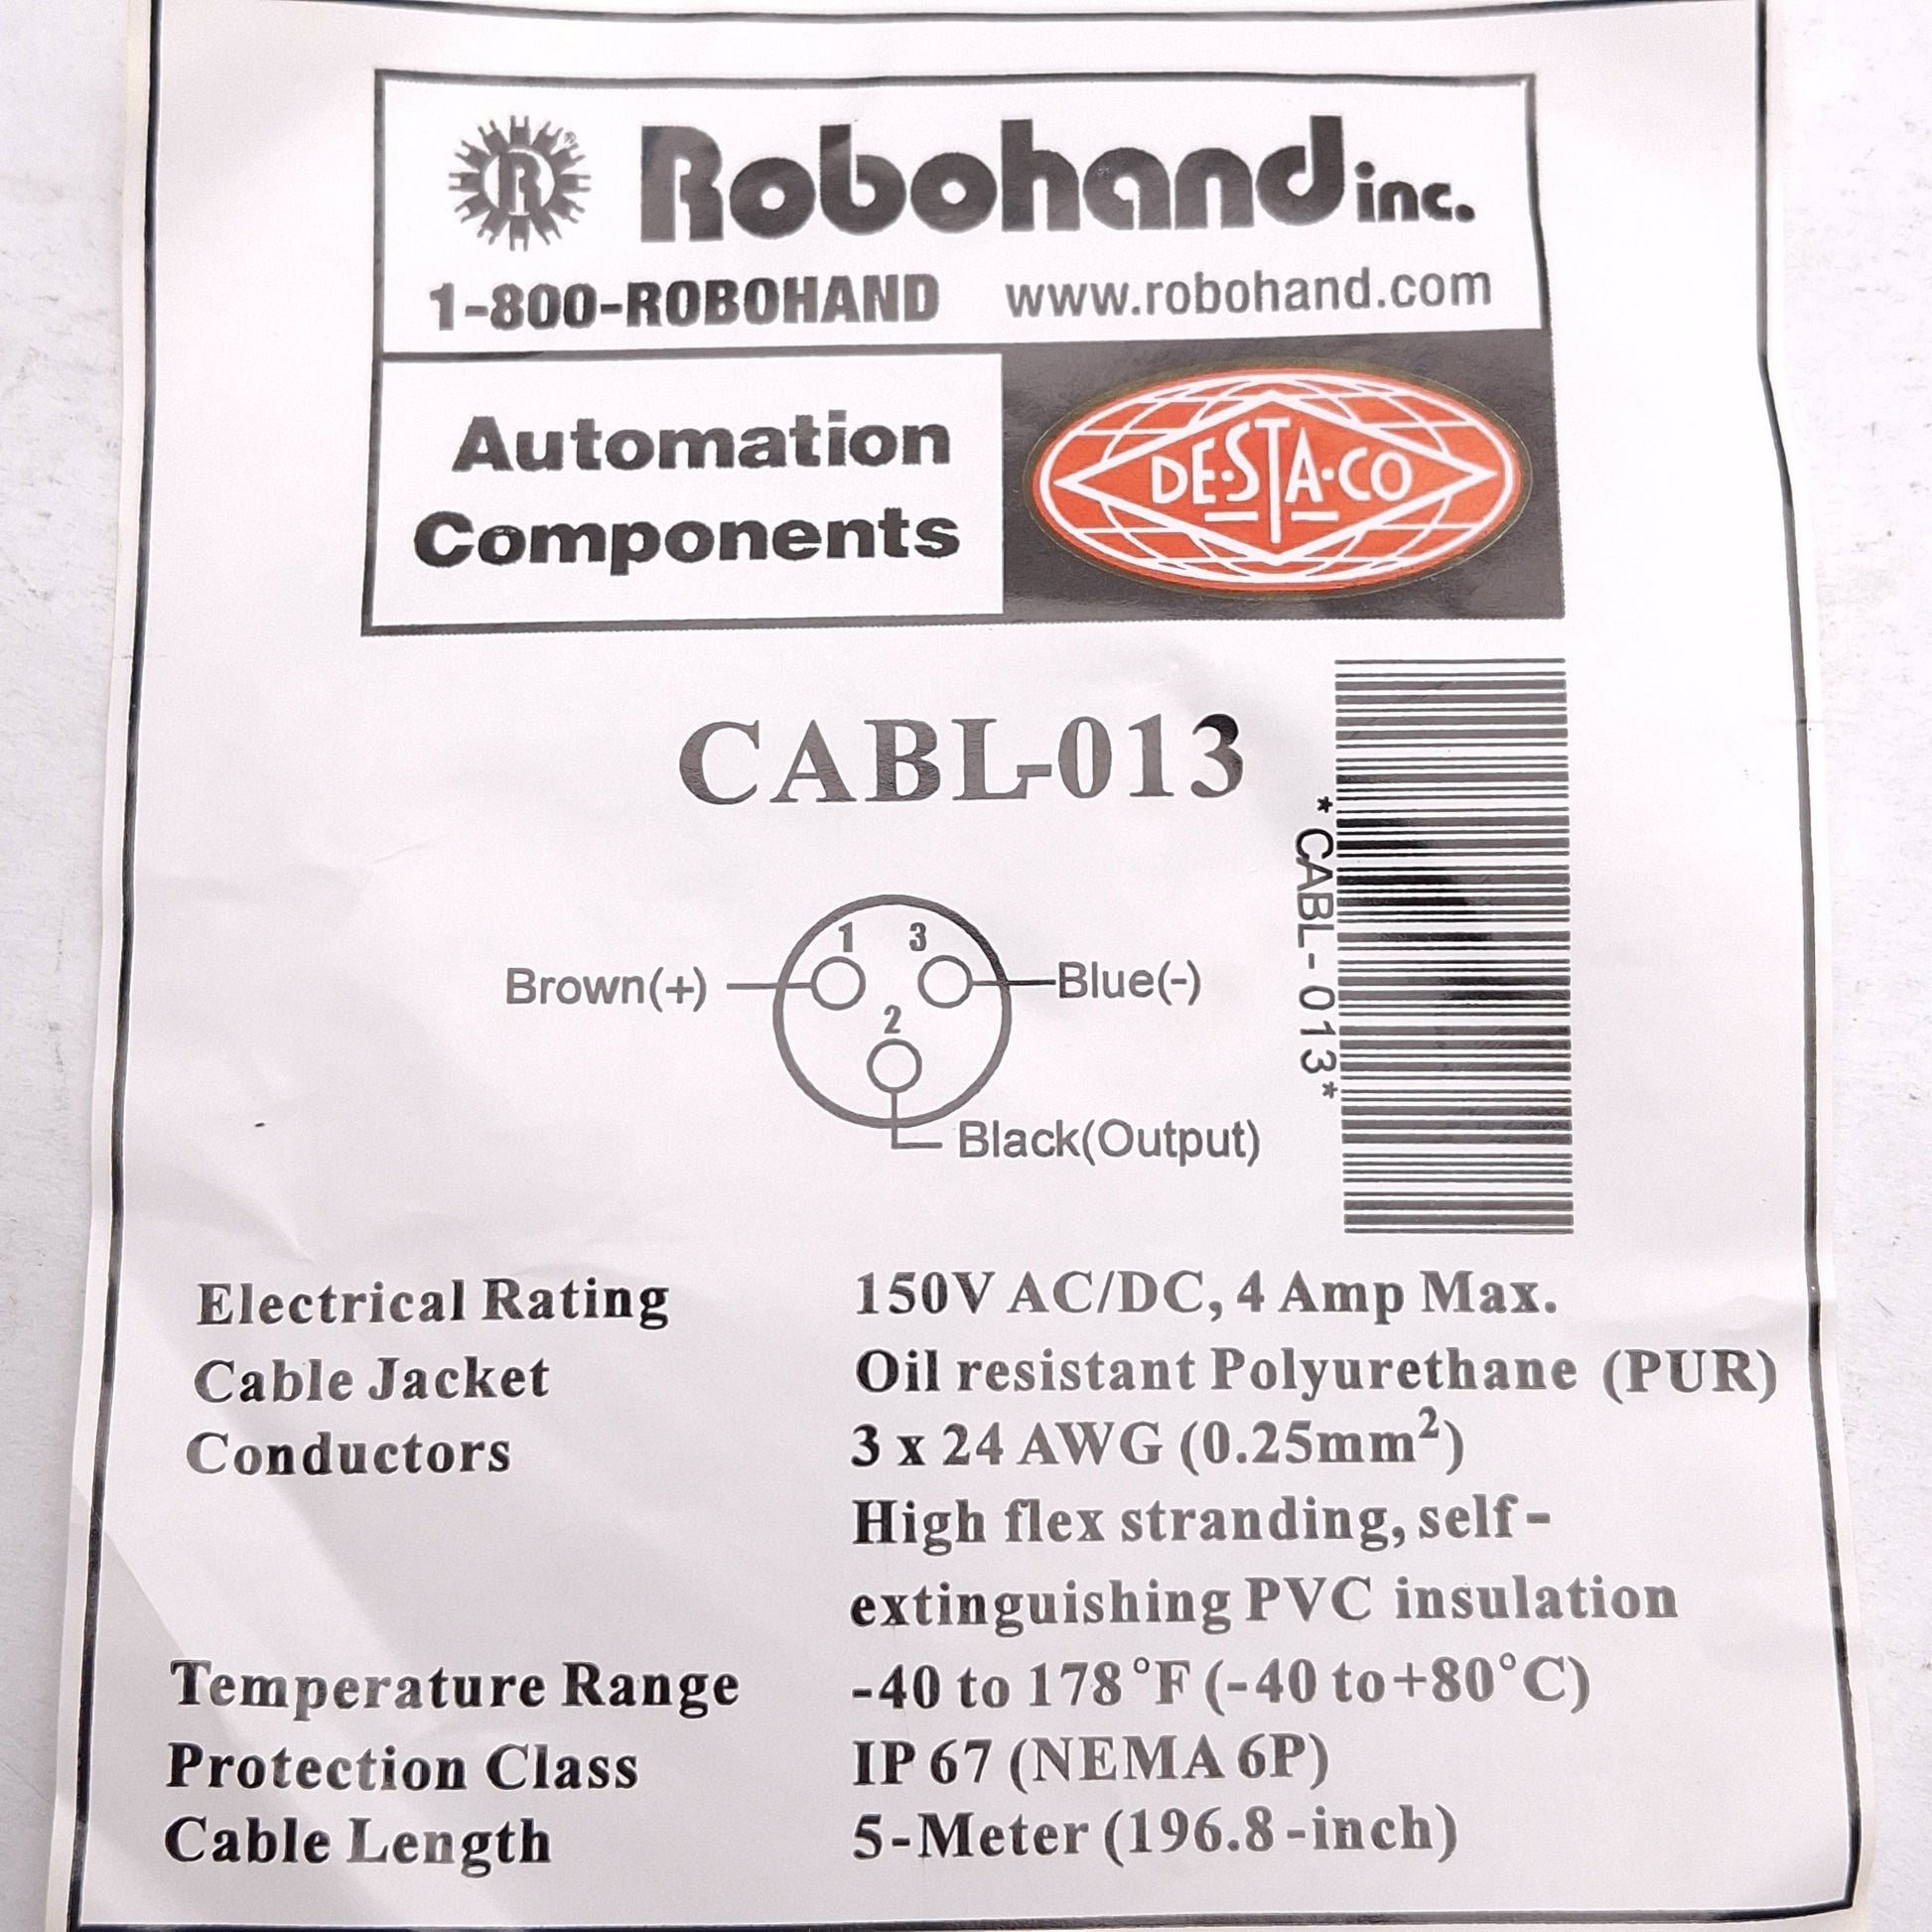 R
Robohand inc.
1-800-ROBOHAND www.robohand.com
Automation
Components
DE·STA·CO
CABL-013
*CABL-013*
1 3
Brown(+) Blue(-)
2
Black(Output)
Electrical Rating 150V AC/DC, 4 Amp Max.
Cable Jacket Oil resistant Polyurethane (PUR)
Conductors 3 x 24 AWG (0.25mm²)
High flex stranding, self-
extinguishing PVC insulation
Temperature Range -40 to 178°F (-40 to+80°C)
Protection Class IP 67 (NEMA 6P)
Cable Length 5-Meter (196.8-inch)